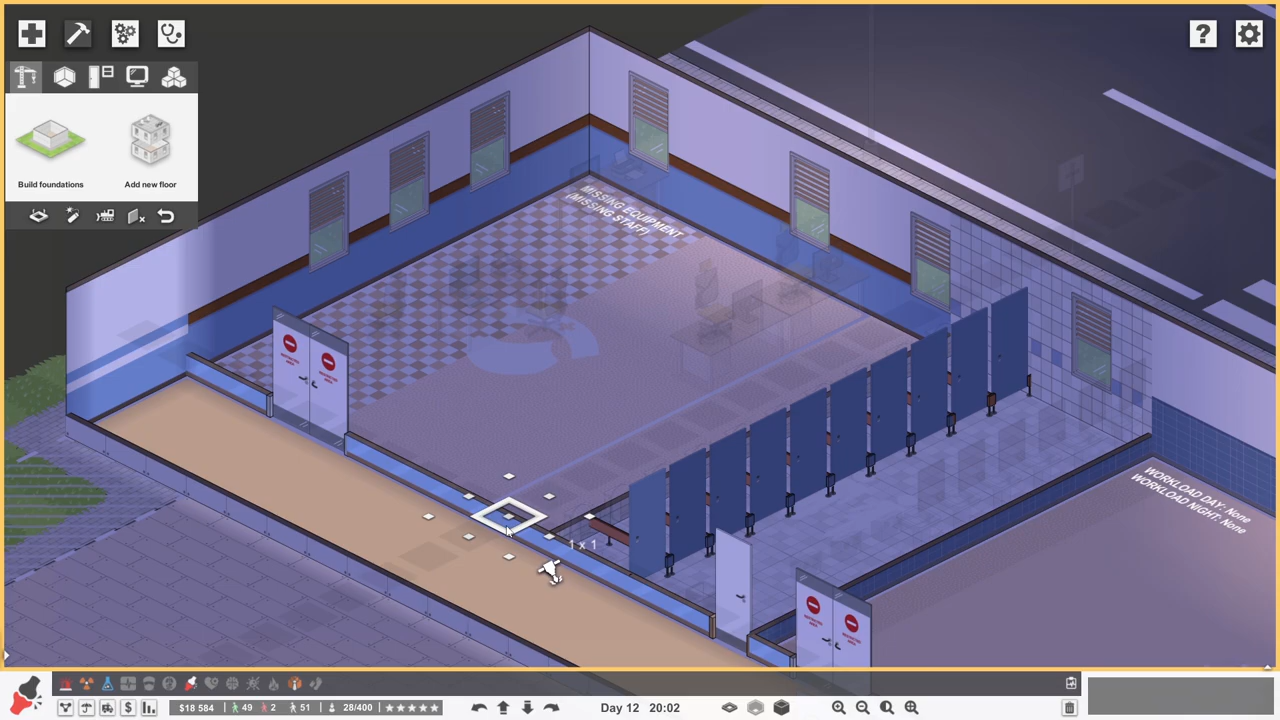 ?
Build foundations
Add new floor
MISSING EQUIPMENT
(MISSING STAFF)
1 x 1
WORKLOAD DAY: None
WORKLOAD NIGHT: None
$18 584
49
2
51
28/400
Day 12 20:02